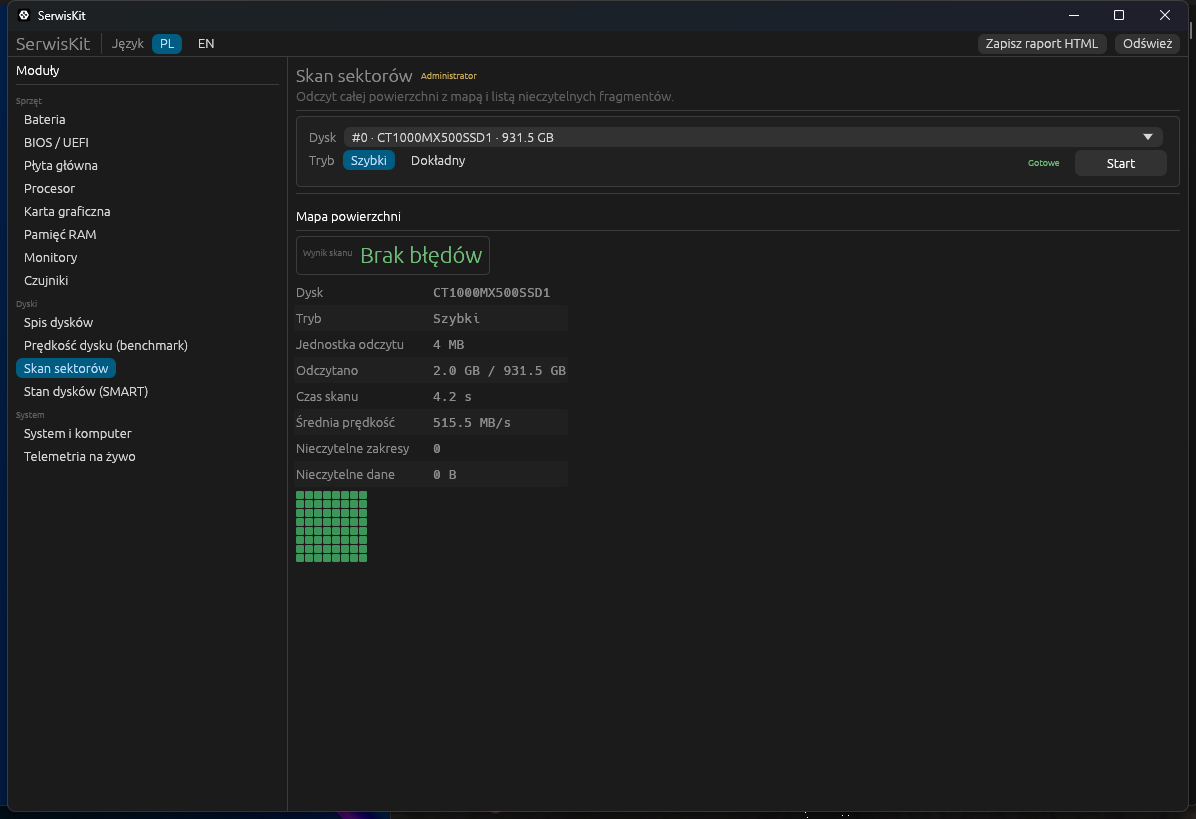 SerwisKit
SerwisKit Język PL EN Zapisz raport HTML Odśwież
Moduły
Sprzęt
Bateria
BIOS / UEFI
Płyta główna
Procesor
Karta graficzna
Pamięć RAM
Monitory
Czujniki
Dyski
Spis dysków
Prędkość dysku (benchmark)
Skan sektorów
Stan dysków (SMART)
System
System i komputer
Telemetria na żywo
Skan sektorów Administrator
Odczyt całej powierzchni z mapą i listą nieczytelnych fragmentów.
Dysk #0 · CT1000MX500SSD1 · 931.5 GB
Tryb Szybki Dokładny Gotowe Start
Mapa powierzchni
Wynik skanu Brak błędów
Dysk CT1000MX500SSD1
Tryb Szybki
Jednostka odczytu 4 MB
Odczytano 2.0 GB / 931.5 GB
Czas skanu 4.2 s
Średnia prędkość 515.5 MB/s
Nieczytelne zakresy 0
Nieczytelne dane 0 B